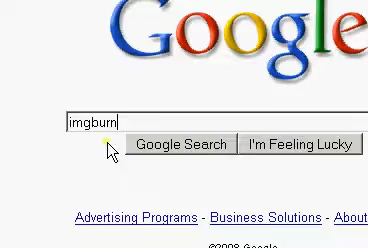 Google
imgburn
Google Search I'm Feeling Lucky
Advertising Programs - Business Solutions - About
©2008 Google